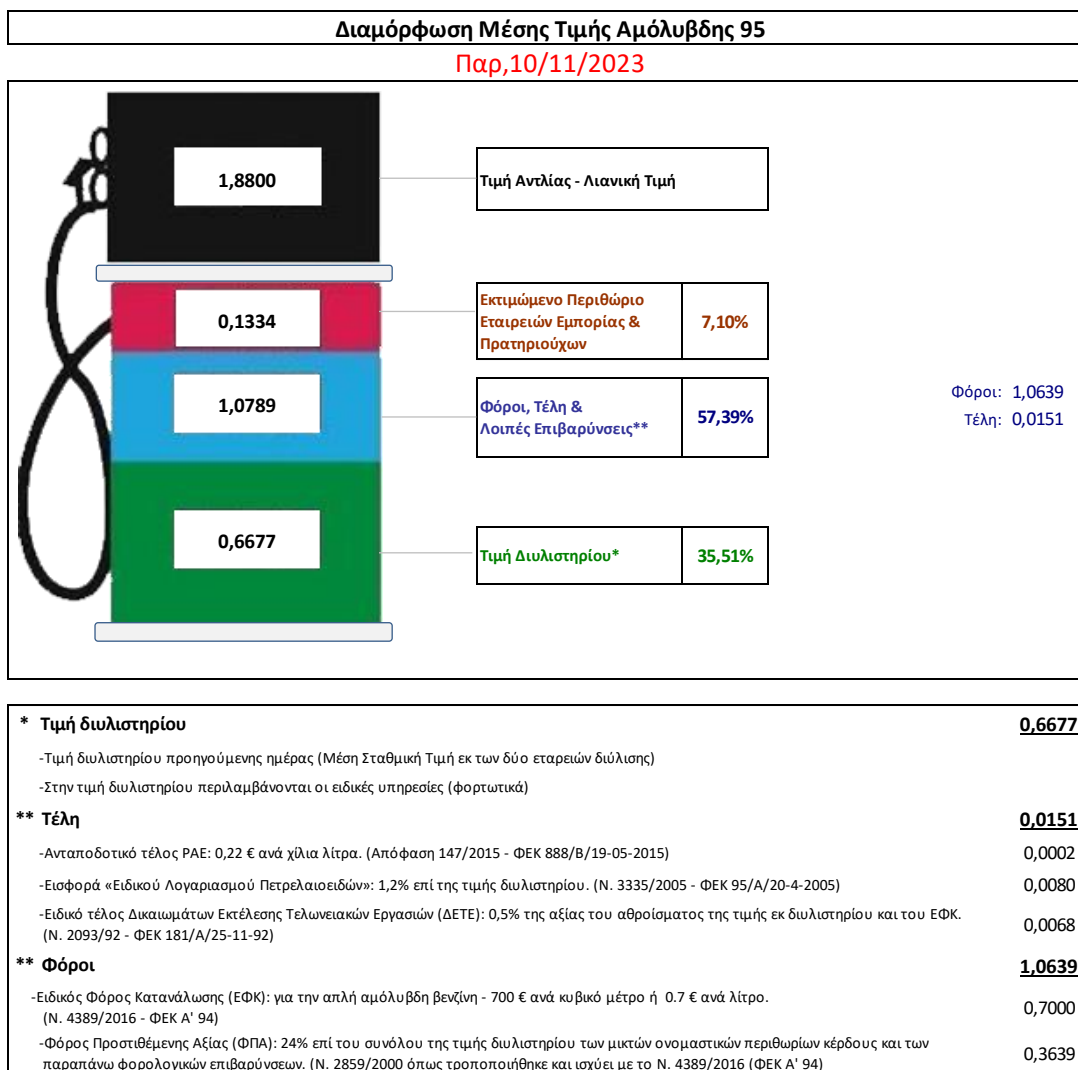 Διαμόρφωση Μέσης Τιμής Αμόλυβδης 95
Παρ,10/11/2023
1,8800
Τιμή Αντλίας - Λιανική Τιμή
0,1334
Εκτιμώμενο Περιθώριο
Εταιρειών Εμπορίας &
Πρατηριούχων
7,10%
1,0789
Φόροι, Τέλη &
Λοιπές Επιβαρύνσεις**
57,39%
Φόροι: 1,0639
Τέλη: 0,0151
0,6677
Τιμή Διυλιστηρίου*
35,51%
* Τιμή διυλιστηρίου 0,6677
-Τιμή διυλιστηρίου προηγούμενης ημέρας (Μέση Σταθμική Τιμή εκ των δύο εταρειών διύλισης)
-Στην τιμή διυλιστηρίου περιλαμβάνονται οι ειδικές υπηρεσίες (φορτωτικά)
** Τέλη 0,0151
-Ανταποδοτικό τέλος ΡΑΕ: 0,22 € ανά χίλια λίτρα. (Απόφαση 147/2015 - ΦΕΚ 888/Β/19-05-2015) 0,0002
-Εισφορά «Ειδικού Λογαριασμού Πετρελαιοειδών»: 1,2% επί της τιμής διυλιστηρίου. (Ν. 3335/2005 - ΦΕΚ 95/Α/20-4-2005) 0,0080
-Ειδικό τέλος Δικαιωμάτων Εκτέλεσης Τελωνειακών Εργασιών (ΔΕΤΕ): 0,5% της αξίας του αθροίσματος της τιμής εκ διυλιστηρίου και του ΕΦΚ.
(Ν. 2093/92 - ΦΕΚ 181/Α/25-11-92) 0,0068
** Φόροι 1,0639
-Ειδικός Φόρος Κατανάλωσης (ΕΦΚ): για την απλή αμόλυβδη βενζίνη - 700 € ανά κυβικό μέτρο ή 0.7 € ανά λίτρο.
(Ν. 4389/2016 - ΦΕΚ Α' 94) 0,7000
-Φόρος Προστιθέμενης Αξίας (ΦΠΑ): 24% επί του συνόλου της τιμής διυλιστηρίου των μικτών ονομαστικών περιθωρίων κέρδους και των
παραπάνω φορολογικών επιβαρύνσεων. (Ν. 2859/2000 όπως τροποποιήθηκε και ισχύει με το Ν. 4389/2016 (ΦΕΚ Α' 94) 0,3639